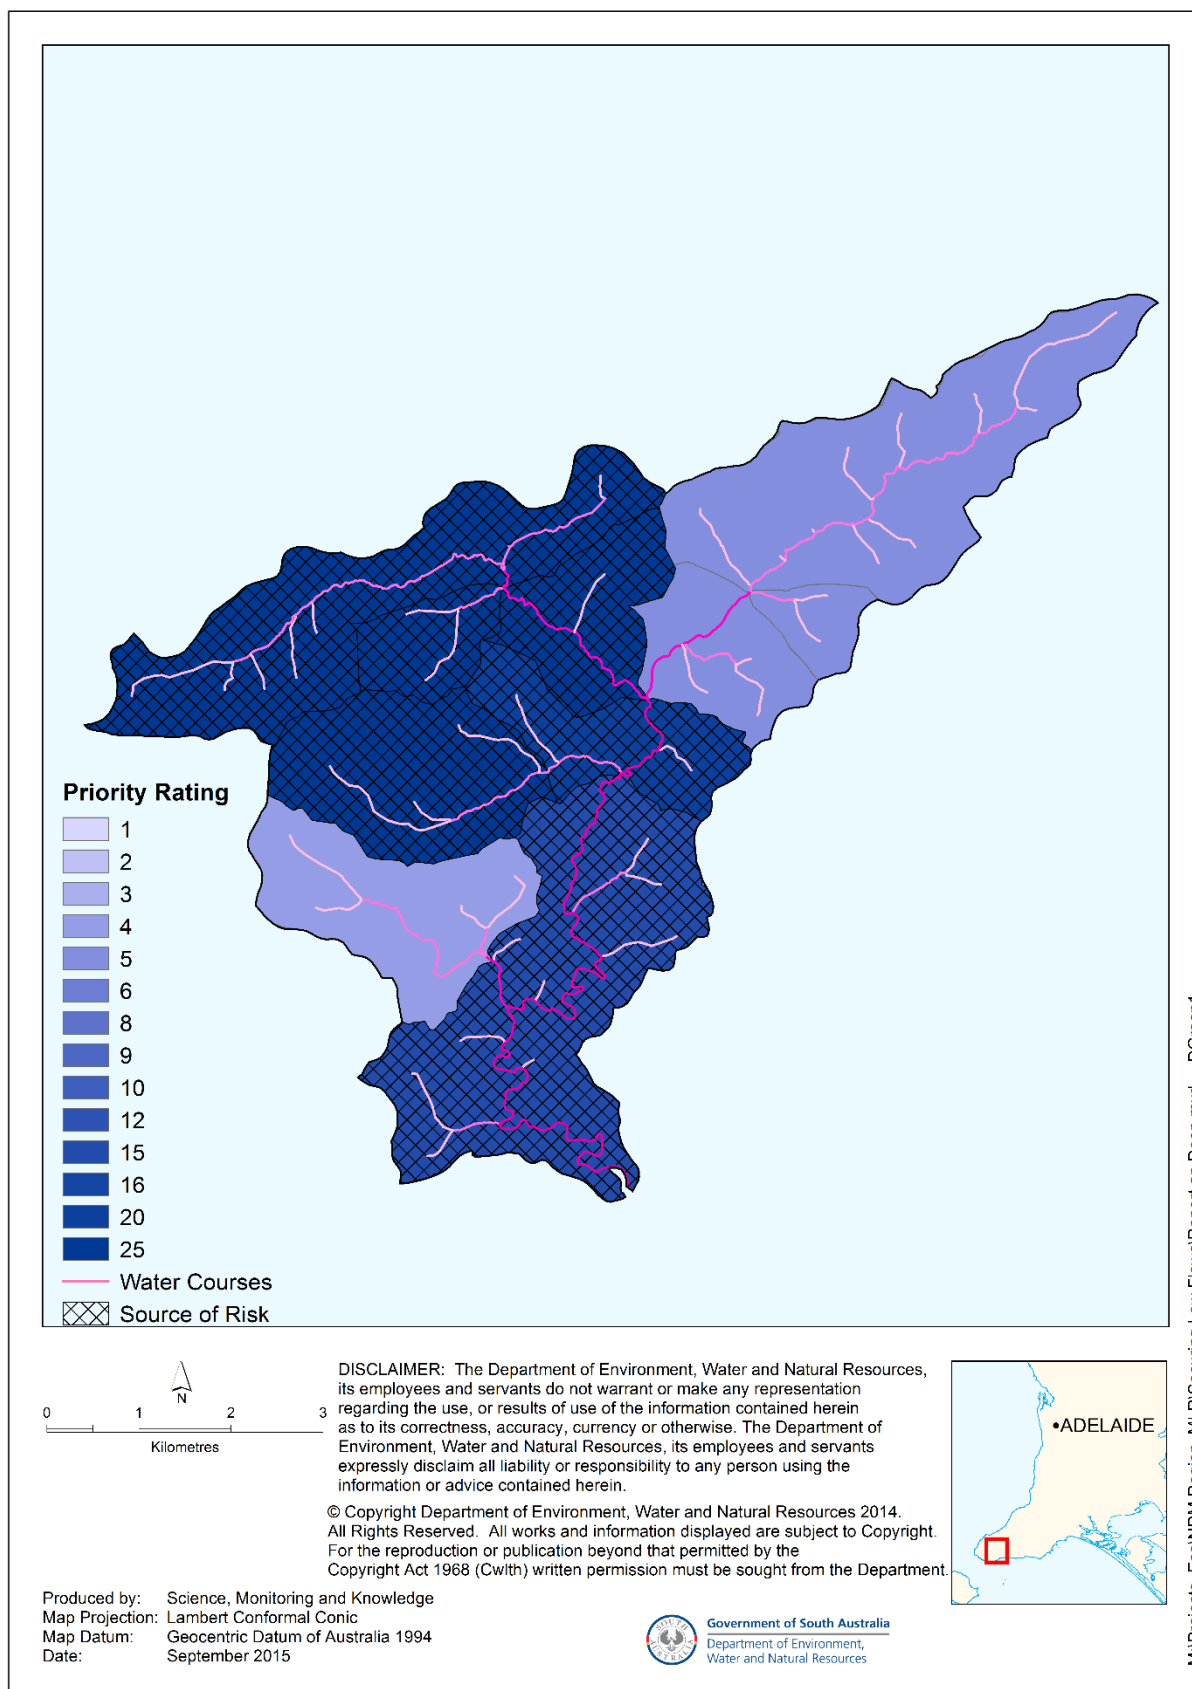 Priority Rating
1
2
3
4
5
6
8
9
10
12
15
16
20
25
Water Courses
Source of Risk
N
0 1 2 3
Kilometres
DISCLAIMER: The Department of Environment, Water and Natural Resources,
its employees and servants do not warrant or make any representation
regarding the use, or results of use of the information contained herein
as to its correctness, accuracy, currency or otherwise. The Department of
Environment, Water and Natural Resources, its employees and servants
expressly disclaim all liability or responsibility to any person using the
information or advice contained herein.
© Copyright Department of Environment, Water and Natural Resources 2014.
All Rights Reserved. All works and information displayed are subject to Copyright.
For the reproduction or publication beyond that permitted by the
Copyright Act 1968 (Cwlth) written permission must be sought from the Department.
ADELAIDE
Produced by: Science, Monitoring and Knowledge
Map Projection: Lambert Conformal Conic
Map Datum: Geocentric Datum of Australia 1994
Date: September 2015
SOUTH
AUSTRALIA
Government of South Australia
Department of Environment,
Water and Natural Resources